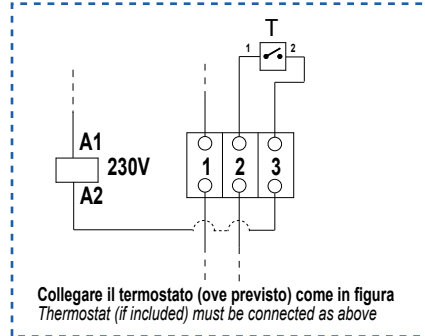 T
1 2
A1
230V
A2
1 2 3
Collegare il termostato (ove previsto) come in figura
Thermostat (if included) must be connected as above